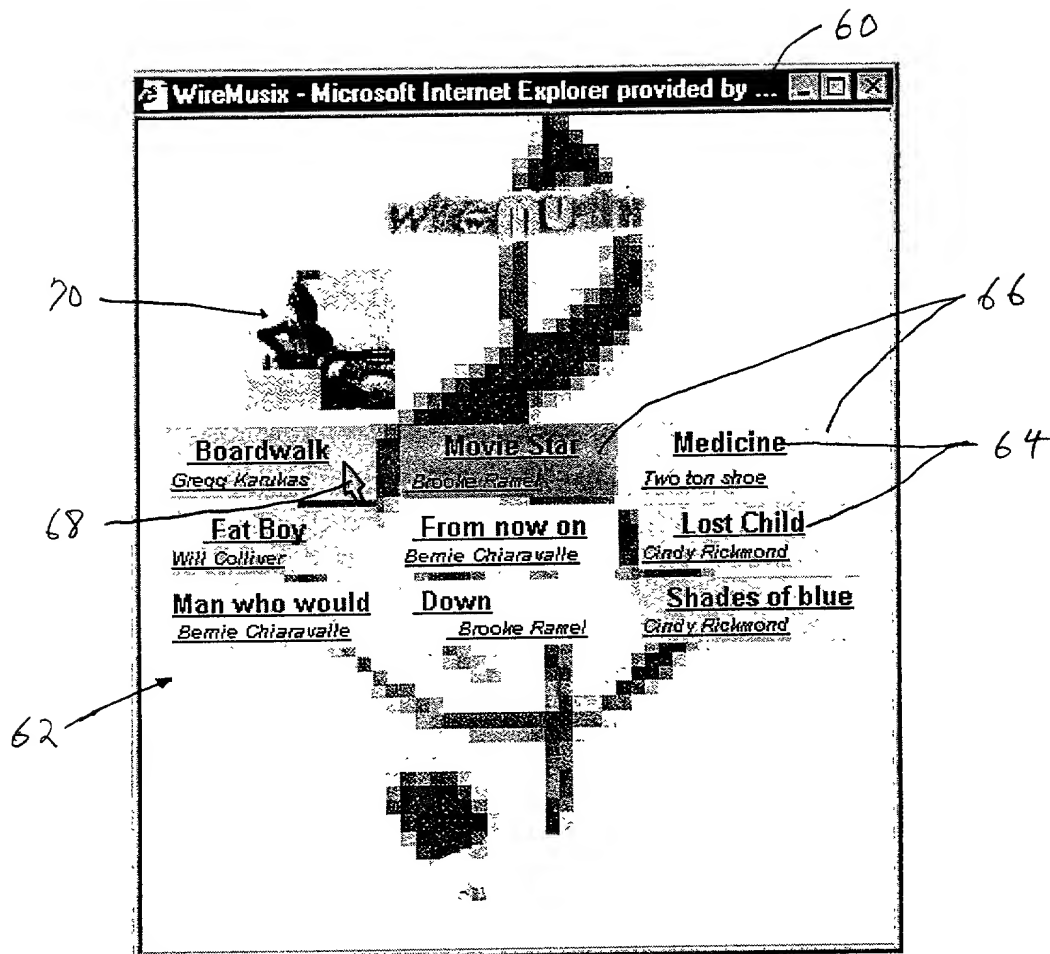 60
WireMusix - Microsoft Internet Explorer provided by ...
wiremusix
70
66
Boardwalk Movie Star Medicine
64
Gregg Karukas Brooke Ramel Two ton shoe
68
Eat Boy From now on Lost Child
Will Colliver Bernie Chiaravalle Cindy Rickmond
Man who would Down Shades of blue
Bernie Chiaravalle Brooke Ramel Cindy Rickmond
62